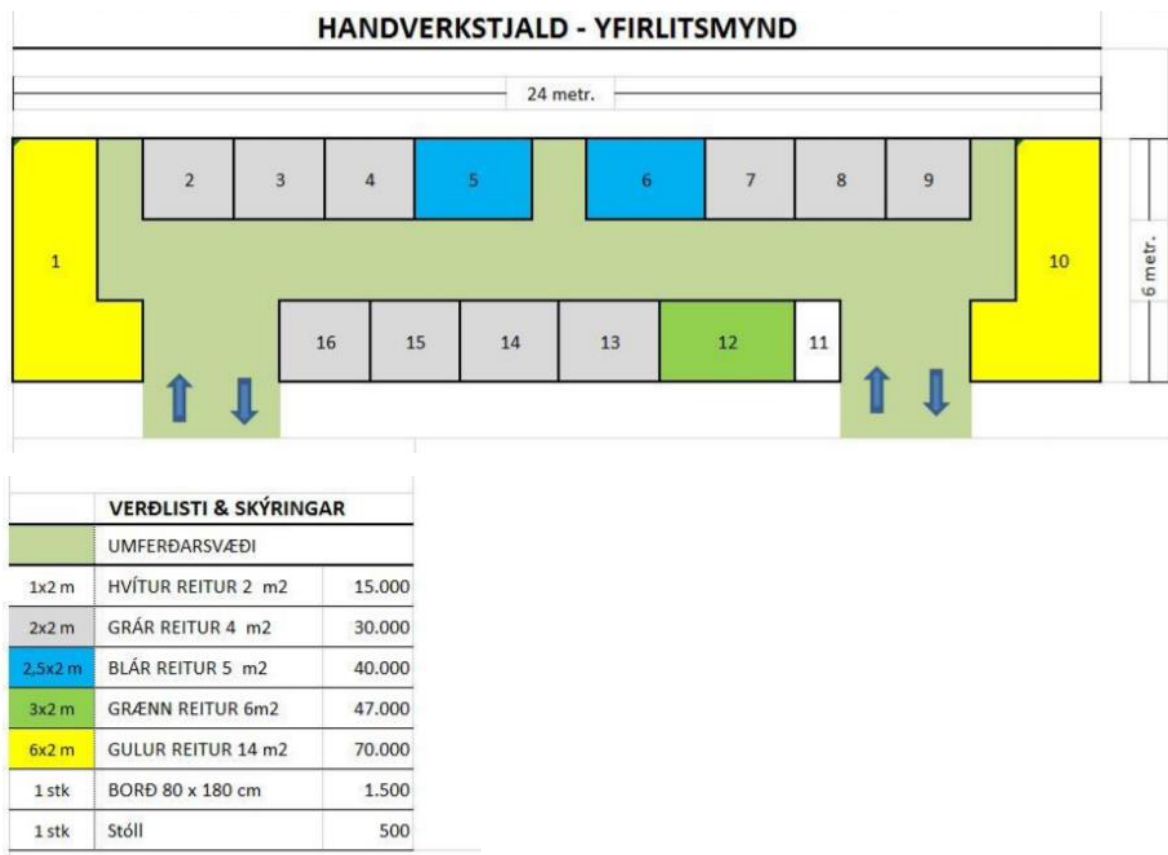 HANDVERKSTJALD - YFIRLITSMYND
24 metr.
2 3 4 5 6 7 8 9
1 10
6 metr.
16 15 14 13 12 11
VERÐLISTI & SKÝRINGAR
UMFERÐARSVÆÐI
1x2 m HVÍTUR REITUR 2 m2 15.000
2x2 m GRÁR REITUR 4 m2 30.000
2,5x2 m BLÁR REITUR 5 m2 40.000
3x2 m GRÆNN REITUR 6m2 47.000
6x2 m GULUR REITUR 14 m2 70.000
1 stk BORÐ 80 x 180 cm 1.500
1 stk Stóll 500